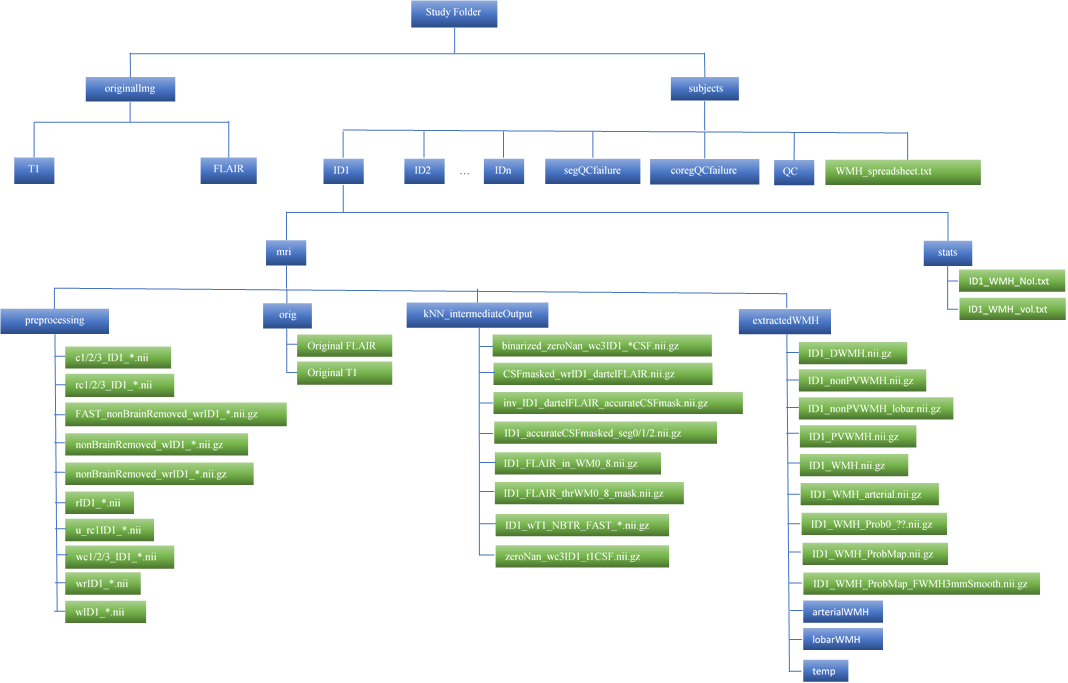 Study Folder
originalImg
subjects
T1
FLAIR
ID1
ID2
...
IDn
segQCfailure
coregQCfailure
QC
WMH_spreadsheet.txt
mri
stats
ID1_WMH_NoI.txt
ID1_WMH_vol.txt
preprocessing
orig
kNN_intermediateOutput
extractedWMH
c1/2/3_ID1_*.nii
rc1/2/3_ID1_*.nii
FAST_nonBrainRemoved_wrID1_*.nii.gz
nonBrainRemoved_wID1_*.nii.gz
nonBrainRemoved_wrID1_*.nii.gz
rID1_*.nii
u_rc1ID1_*.nii
wc1/2/3_ID1_*.nii
wrID1_*.nii
wID1_*.nii
Original FLAIR
Original T1
binarized_zeroNan_wc3ID1_*CSF.nii.gz
CSFmasked_wrID1_dartelFLAIR.nii.gz
inv_ID1_dartelFLAIR_accurateCSFmask.nii.gz
ID1_accurateCSFmasked_seg0/1/2.nii.gz
ID1_FLAIR_in_WM0_8.nii.gz
ID1_FLAIR_thrWM0_8_mask.nii.gz
ID1_wT1_NBTR_FAST_*.nii.gz
zeroNan_wc3ID1_t1CSF.nii.gz
ID1_DWMH.nii.gz
ID1_nonPVWMH.nii.gz
ID1_nonPVWMH_lobar.nii.gz
ID1_PVWMH.nii.gz
ID1_WMH.nii.gz
ID1_WMH_arterial.nii.gz
ID1_WMH_Prob0_??.nii.gz
ID1_WMH_ProbMap.nii.gz
ID1_WMH_ProbMap_FWMH3mmSmooth.nii.gz
arterialWMH
lobarWMH
temp